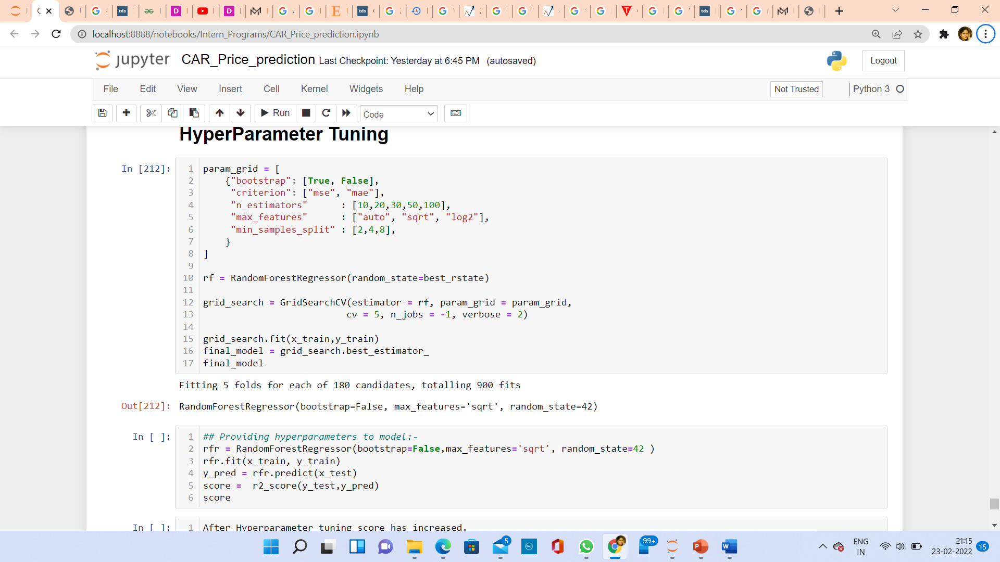 localhost:8888/notebooks/Intern_Programs/CAR_Price_prediction.ipynb
jupyter CAR_Price_prediction Last Checkpoint: Yesterday at 6:45 PM (autosaved)
Logout
File Edit View Insert Cell Kernel Widgets Help Not Trusted Python 3
Run Code
HyperParameter Tuning
In [212]:
1 param_grid = [
2     {"bootstrap": [True, False],
3      "criterion": ["mse", "mae"],
4      "n_estimators"      : [10,20,30,50,100],
5      "max_features"      : ["auto", "sqrt", "log2"],
6      "min_samples_split" : [2,4,8],
7     }
8 ]
9
10 rf = RandomForestRegressor(random_state=best_rstate)
11
12 grid_search = GridSearchCV(estimator = rf, param_grid = param_grid,
13                           cv = 5, n_jobs = -1, verbose = 2)
14
15 grid_search.fit(x_train,y_train)
16 final_model = grid_search.best_estimator_
17 final_model
Fitting 5 folds for each of 180 candidates, totalling 900 fits
Out[212]: RandomForestRegressor(bootstrap=False, max_features='sqrt', random_state=42)
In [ ]:
1 ## Providing hyperparameters to model:-
2 rfr = RandomForestRegressor(bootstrap=False,max_features='sqrt', random_state=42 )
3 rfr.fit(x_train, y_train)
4 y_pred = rfr.predict(x_test)
5 score =  r2_score(y_test,y_pred)
6 score
In [ ]:
1 After Hyperparameter tuning score has increased.
5
99+
ENG
IN
21:15
23-02-2022
15